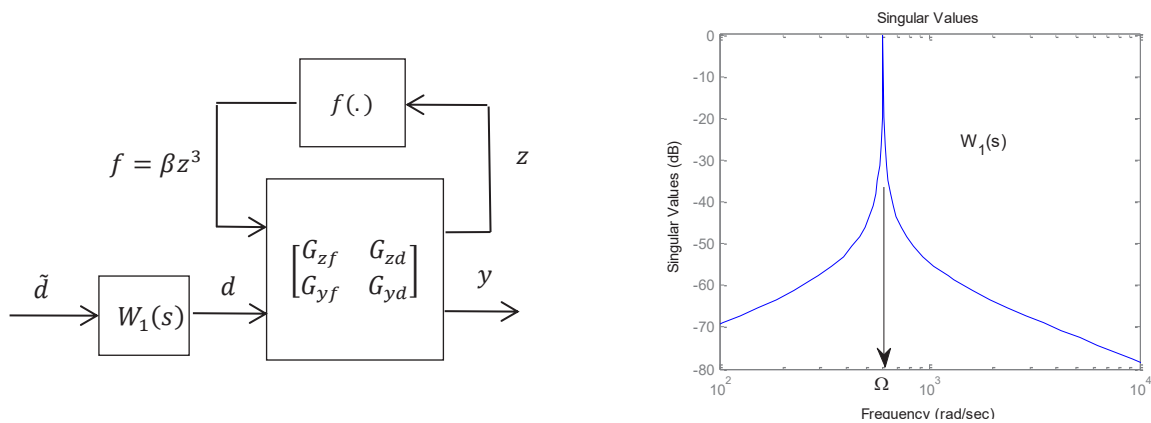 f(.)
f = βz³
z
[G_zf G_zd
G_yf G_yd]
d̃
W₁(s)
d
y
Singular Values
Singular Values (dB)
0
-10
-20
-30
-40
-50
-60
-70
-80
W₁(s)
10² Ω 10³ 10⁴
Frequency (rad/sec)